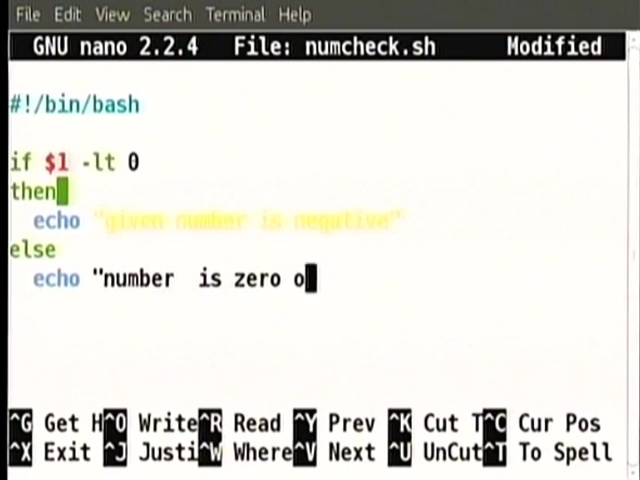 File Edit View Search Terminal Help
GNU nano 2.2.4 File: numcheck.sh Modified
#!/bin/bash
if $1 -lt 0
then
echo "given number is negative"
else
echo "number  is zero o
^G Get H^O Write^R Read ^Y Prev ^K Cut T^C Cur Pos
^X Exit ^J Justi^W Where^V Next ^U UnCut^T To Spell